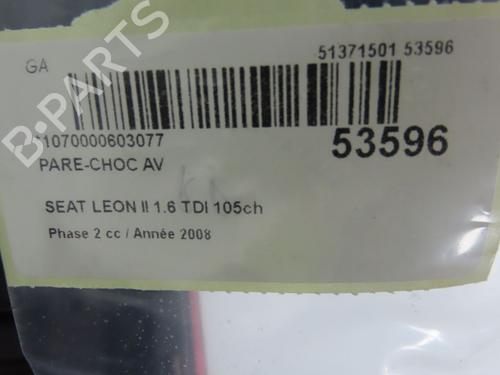 GA
51371501 53596
11070000603077
53596
PARE-CHOC AV
SEAT LEON II 1.6 TDI 105ch
Phase 2 cc / Année 2008
B-PARTS